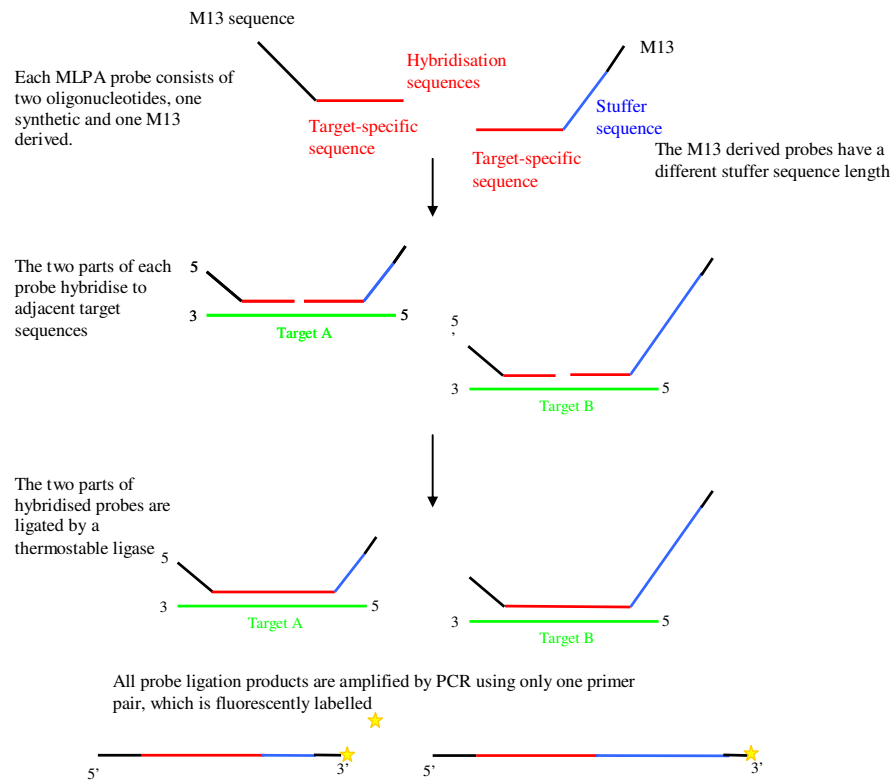 M13 sequence
M13
Each MLPA probe consists of
two oligonucleotides, one
synthetic and one M13
derived.
Hybridisation
sequences
Target-specific
sequence
Stuffer
sequence
Target-specific
sequence
The M13 derived probes have a
different stuffer sequence length
The two parts of each
probe hybridise to
adjacent target
sequences
5
3
5
Target A
5
’
3
5
Target B
The two parts of
hybridised probes are
ligated by a
thermostable ligase
5
3
5
Target A
3
5
Target B
All probe ligation products are amplified by PCR using only one primer
pair, which is fluorescently labelled
5’
3’
5’
3’